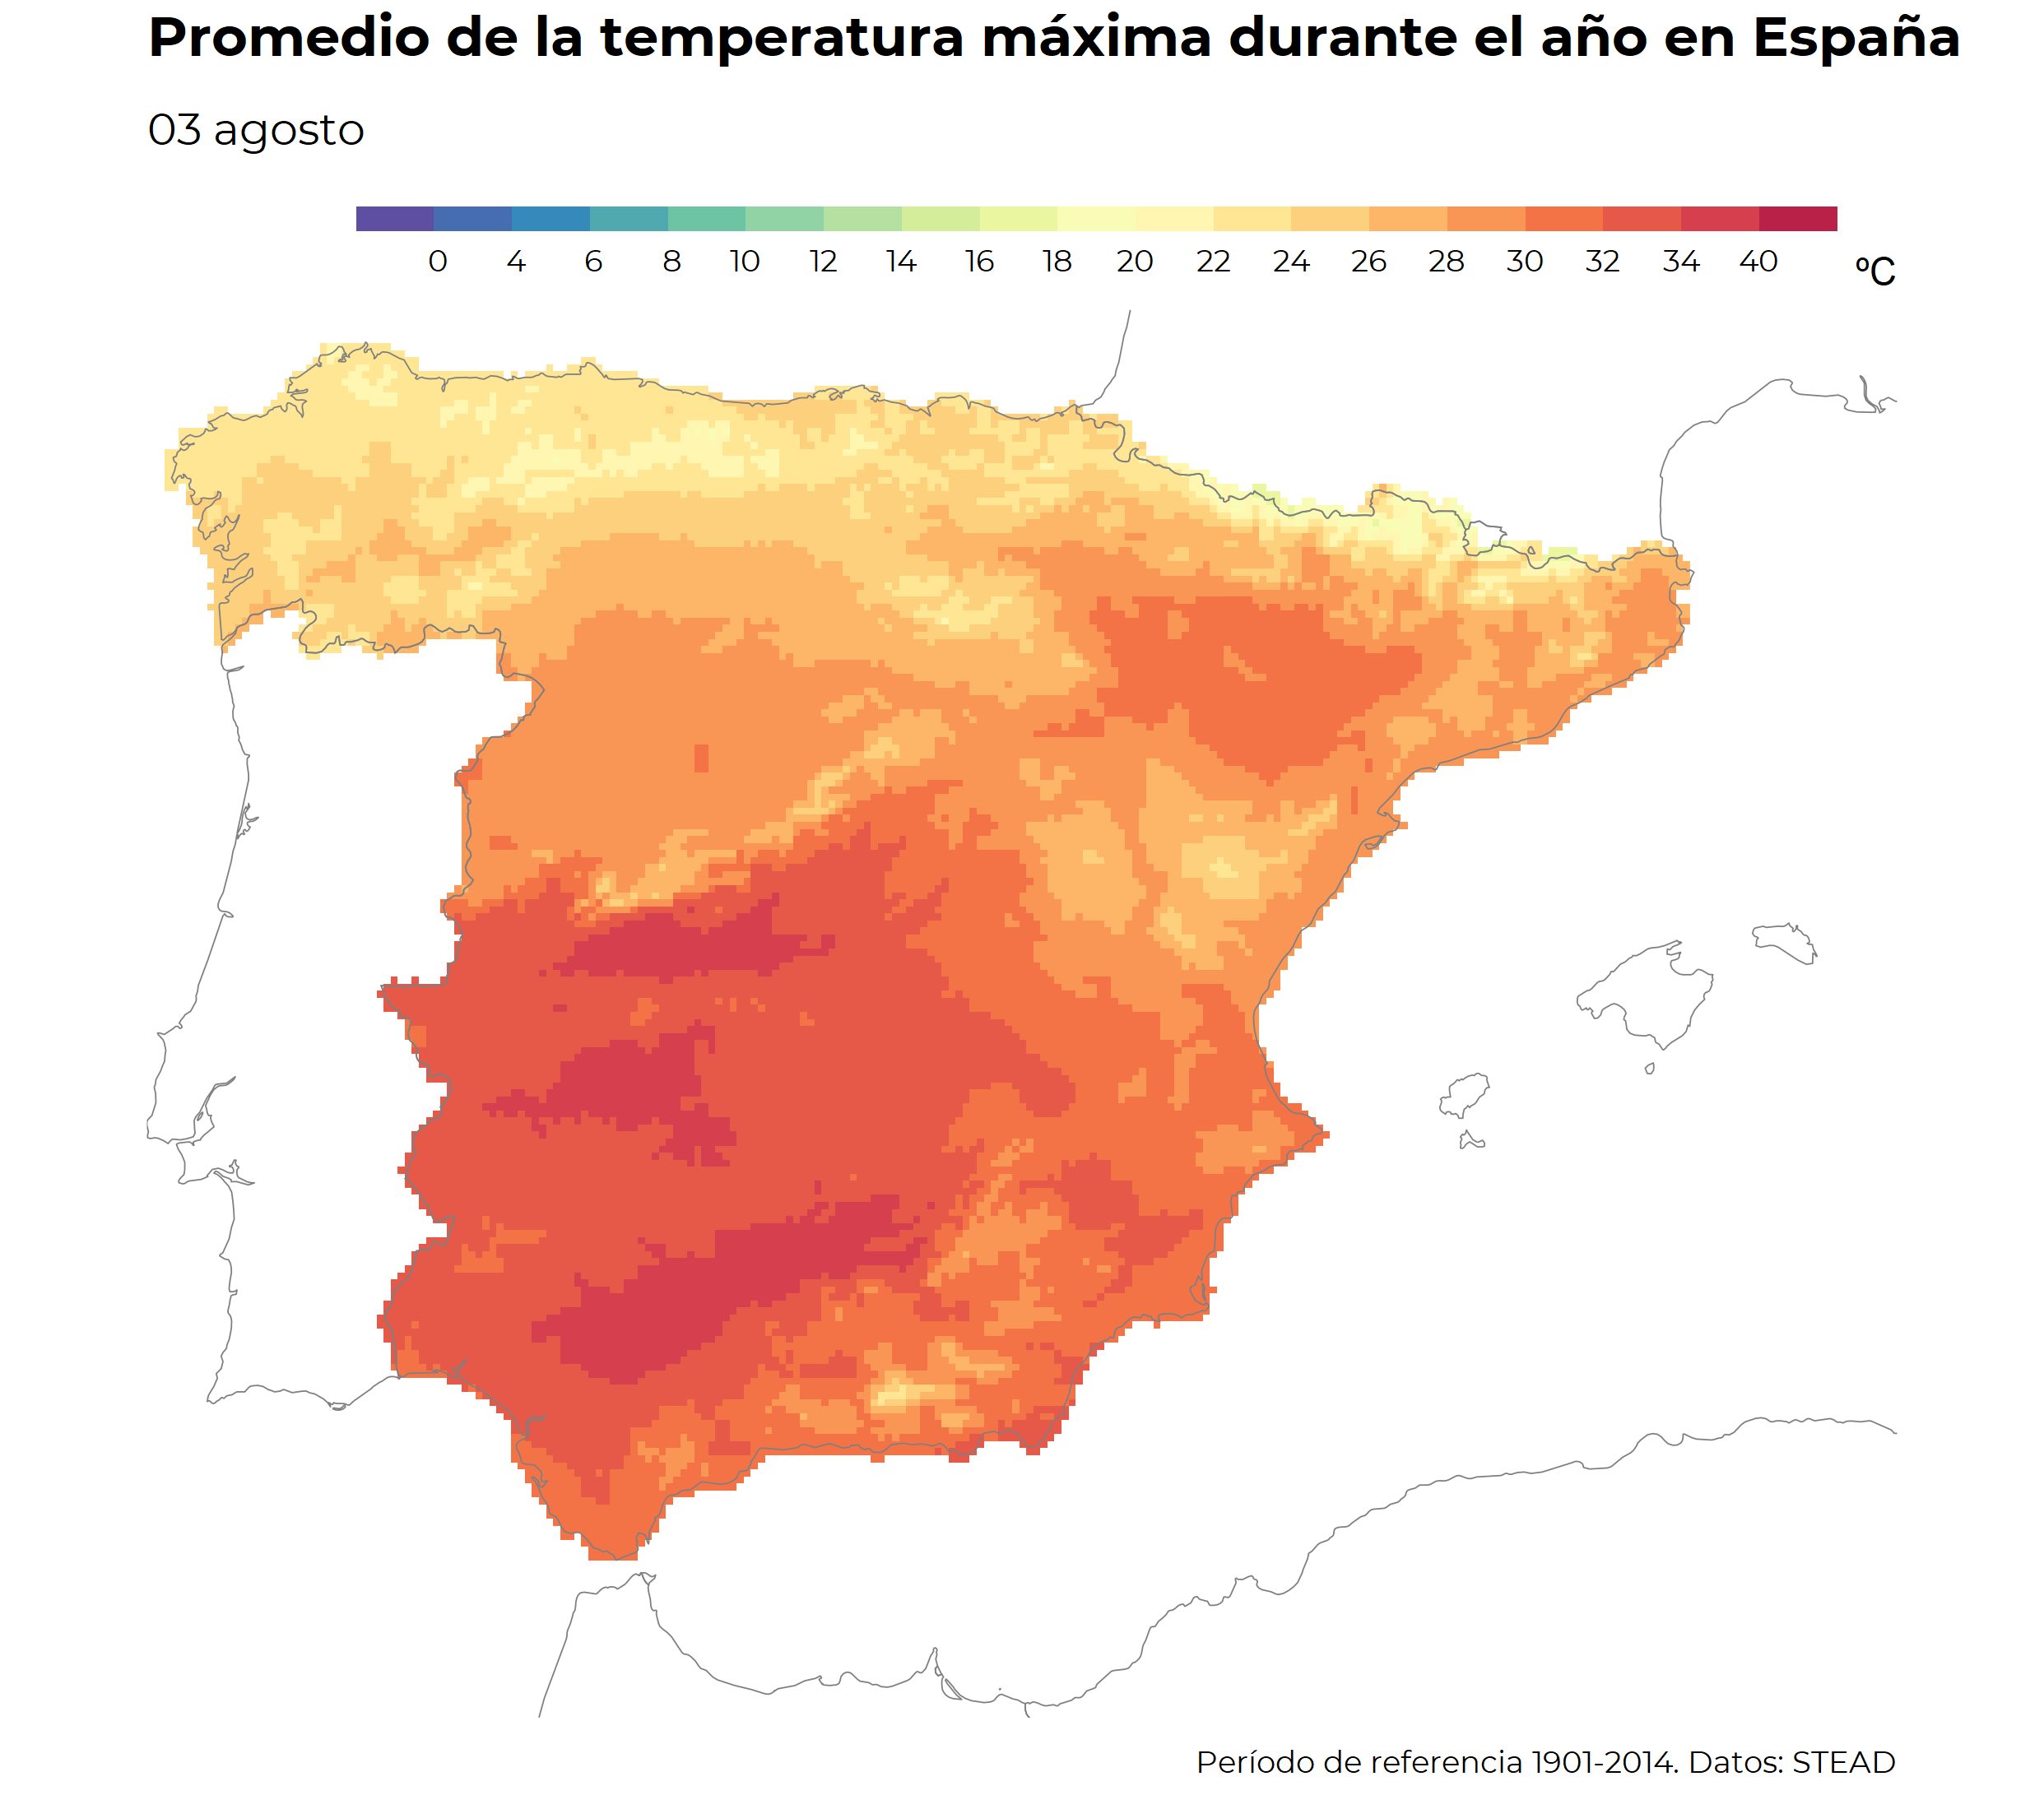 Promedio de la temperatura máxima durante el año en España
03 agosto
0 4 6 8 10 12 14 16 18 20 22 24 26 28 30 32 34 40 ºC
Período de referencia 1901-2014. Datos: STEAD